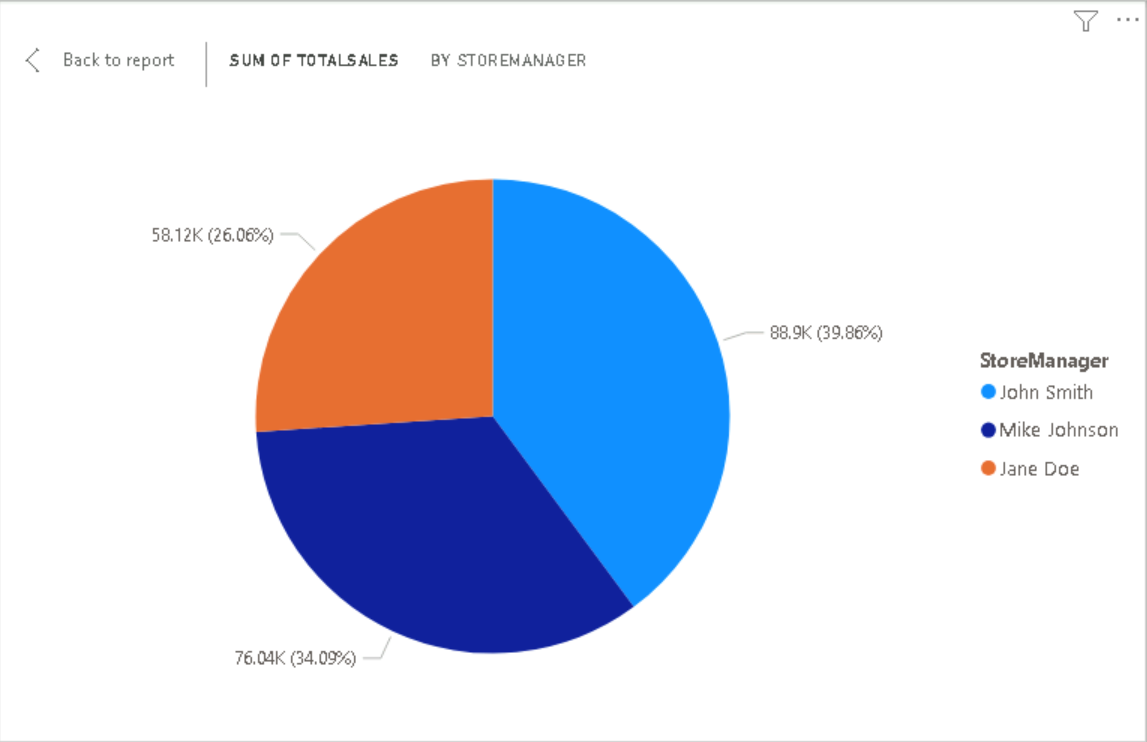 Back to report
SUM OF TOTALSALES BY STOREMANAGER
58.12K (26.06%)
88.9K (39.86%)
76.04K (34.09%)
StoreManager
John Smith
Mike Johnson
Jane Doe